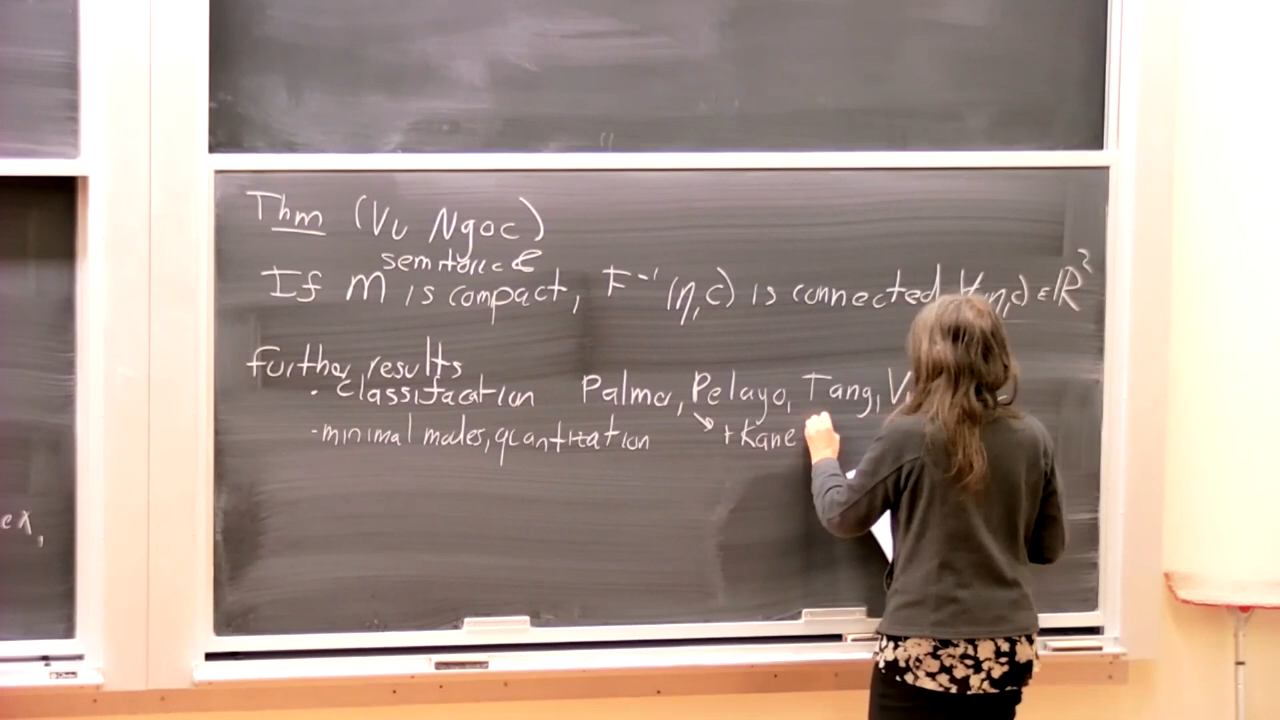 Thm (Vu Ngoc)
semitoric &
If M is compact, F⁻¹(η,c) is connected ∀(η,c) ∈ ℝ²
further results
· classification Palmer, Pelayo, Tang, V
- minimal models, quantization + Kane
ex,